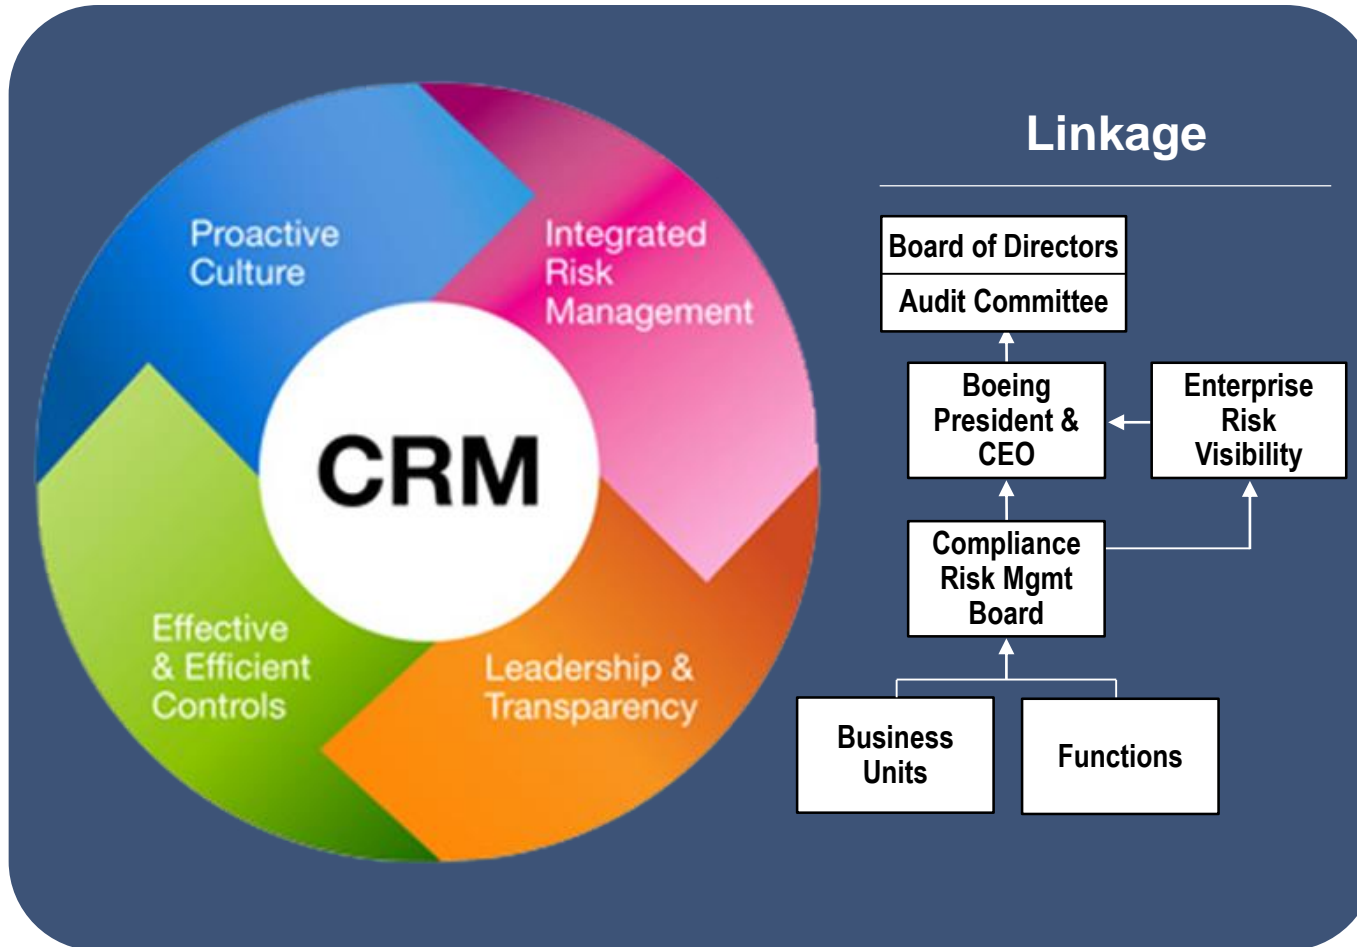 Proactive
Culture
Integrated
Risk
Management
CRM
Effective
& Efficient
Controls
Leadership &
Transparency
Linkage
Board of Directors
Audit Committee
Boeing
President &
CEO
Enterprise
Risk
Visibility
Compliance
Risk Mgmt
Board
Business
Units
Functions